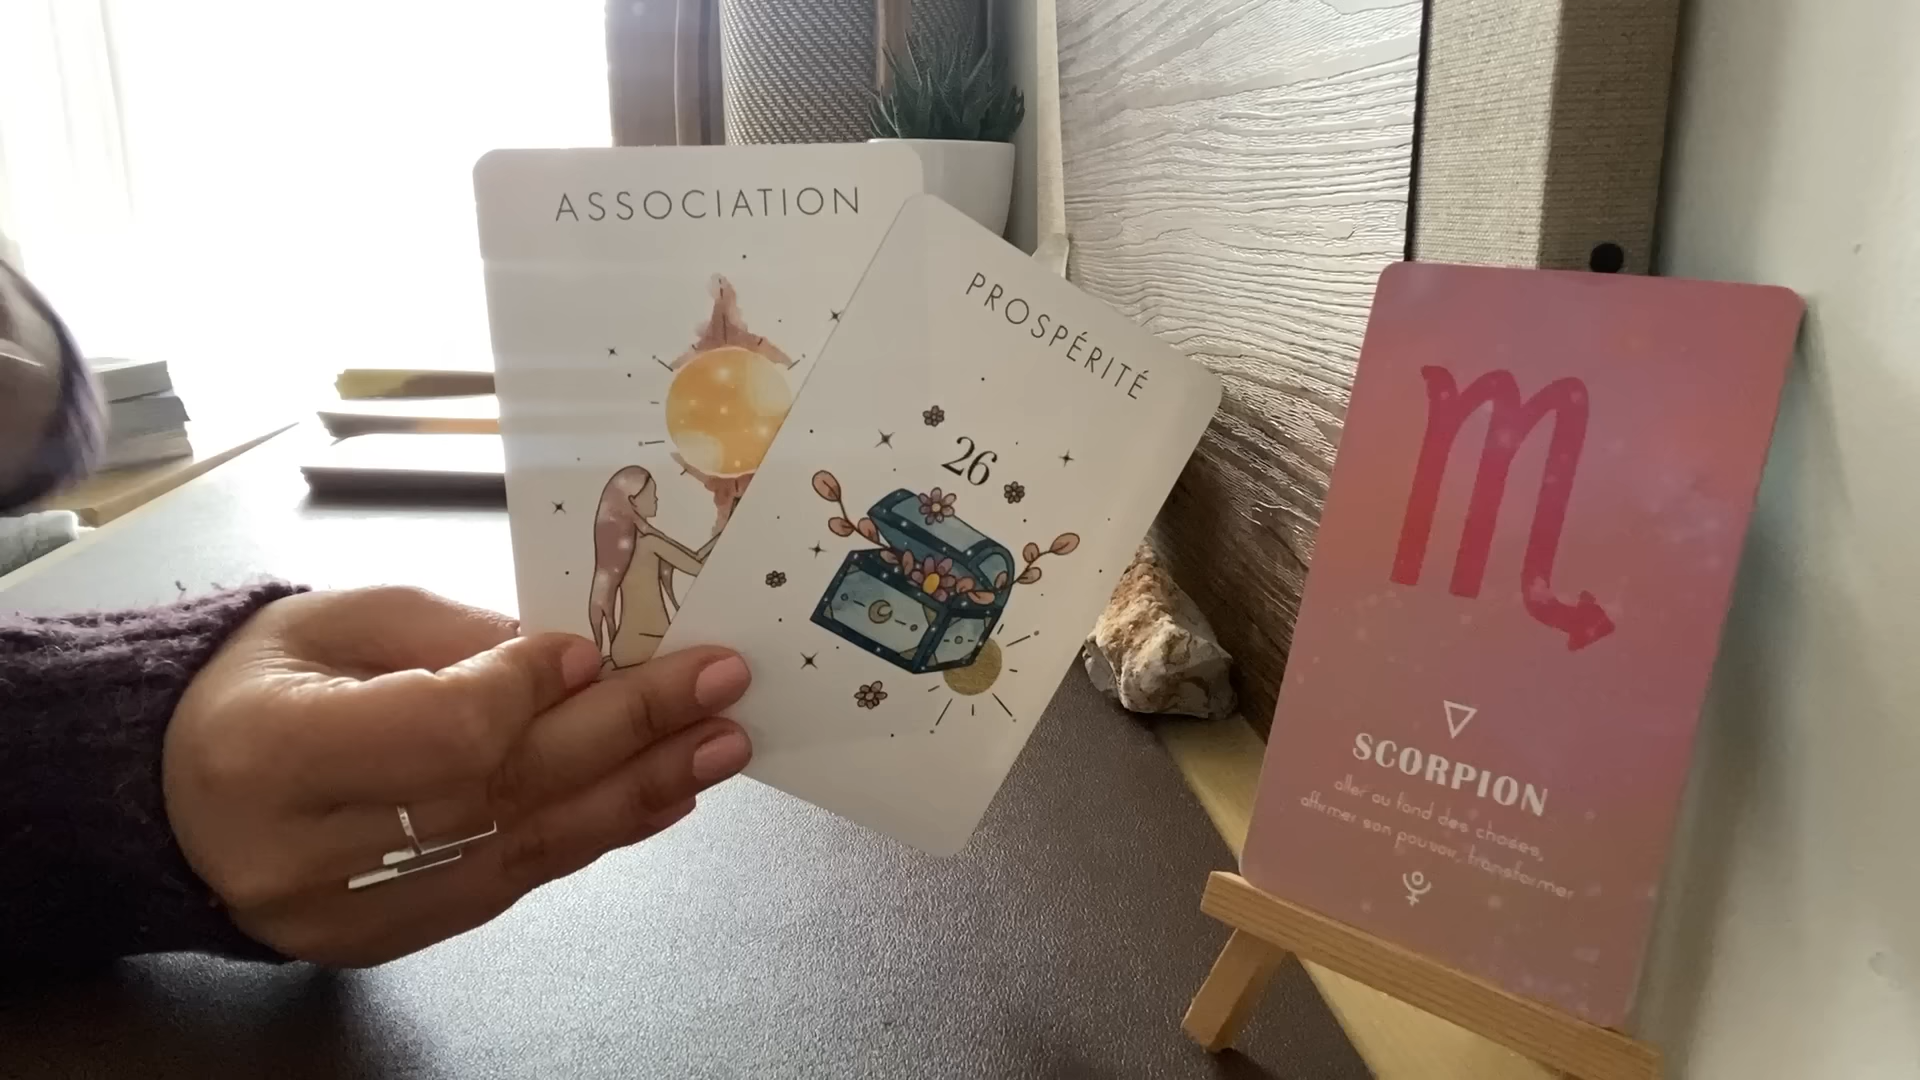 ASSOCIATION
PROSPÉRITÉ
26
SCORPION
aller au fond des choses,
affirmer son pouvoir, transformer